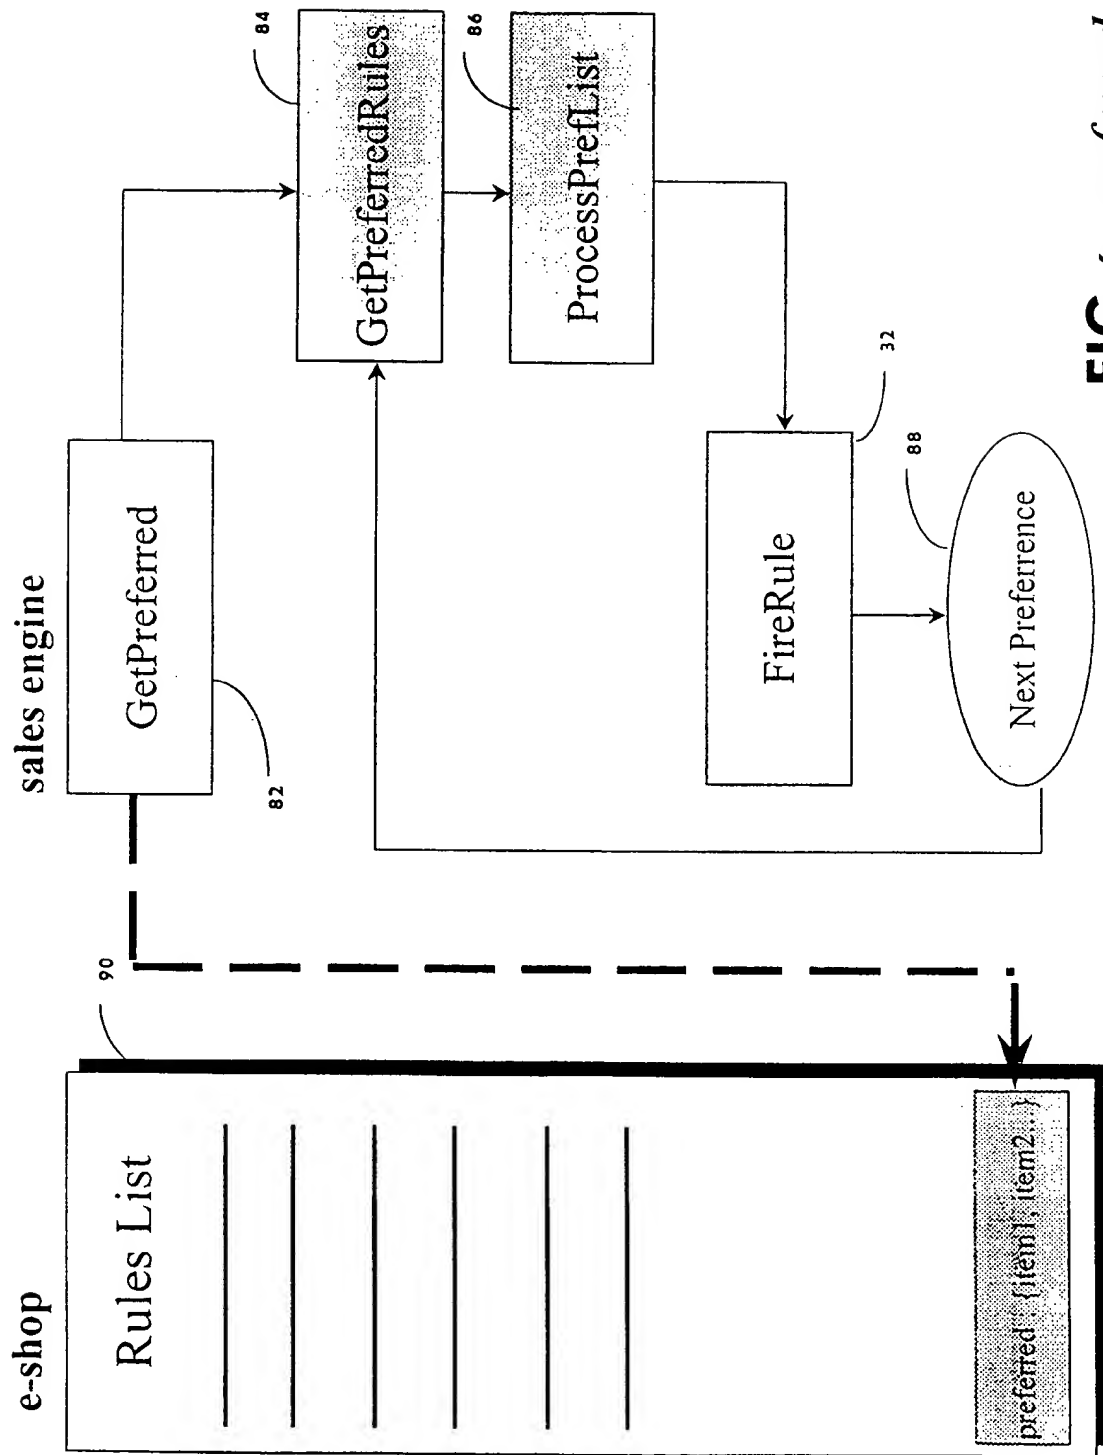 e-shop
Rules List
preferred : {item1, item2...}
90
sales engine
GetPreferred
82
GetPreferredRules
84
ProcessPrefList
86
FireRule
32
Next Preferrence
88
FIG